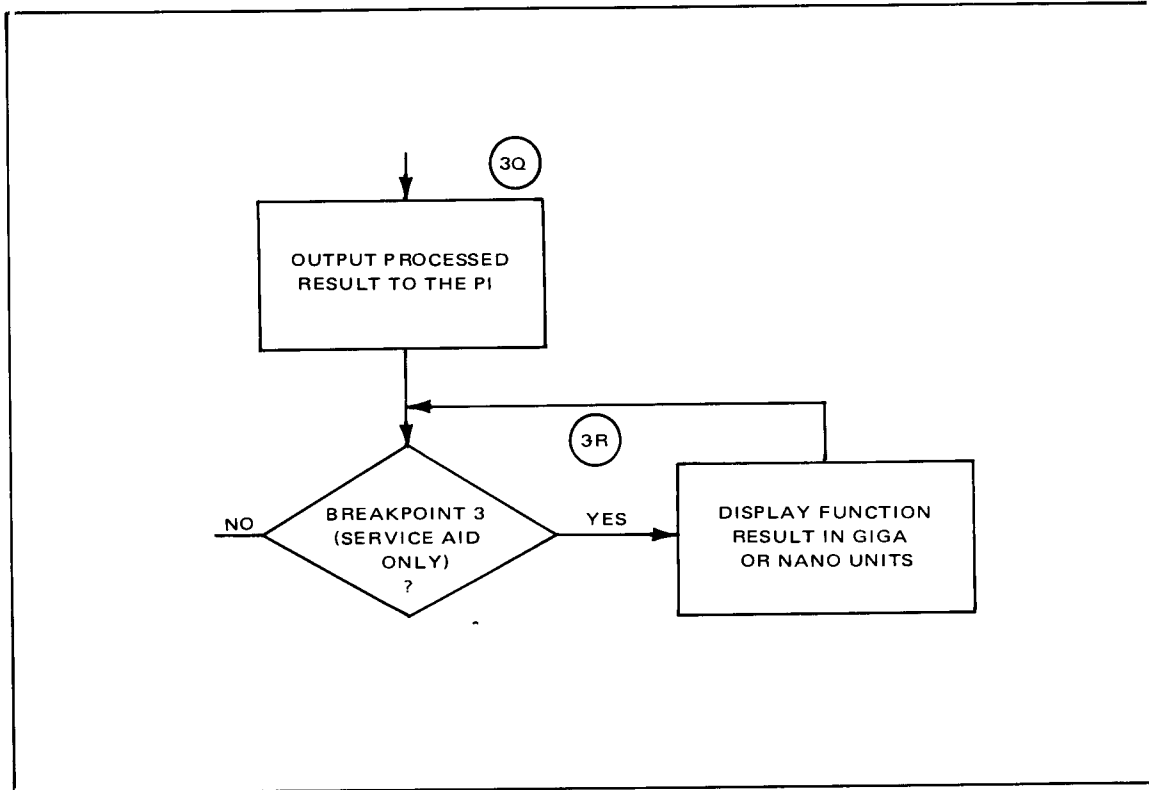 3Q
OUTPUT PROCESSED
RESULT TO THE PI
3R
NO
BREAKPOINT 3
(SERVICE AID
ONLY)
?
YES
DISPLAY FUNCTION
RESULT IN GIGA
OR NANO UNITS